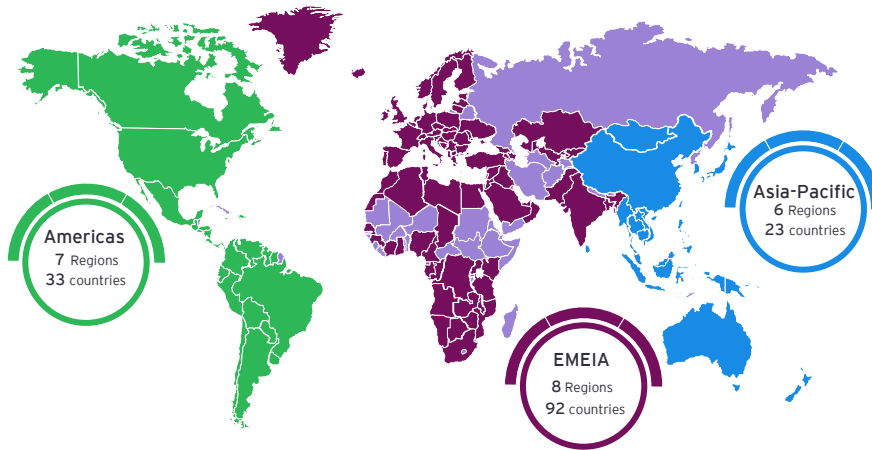 Americas
7 Regions
33 countries
Asia-Pacific
6 Regions
23 countries
EMEIA
8 Regions
92 countries